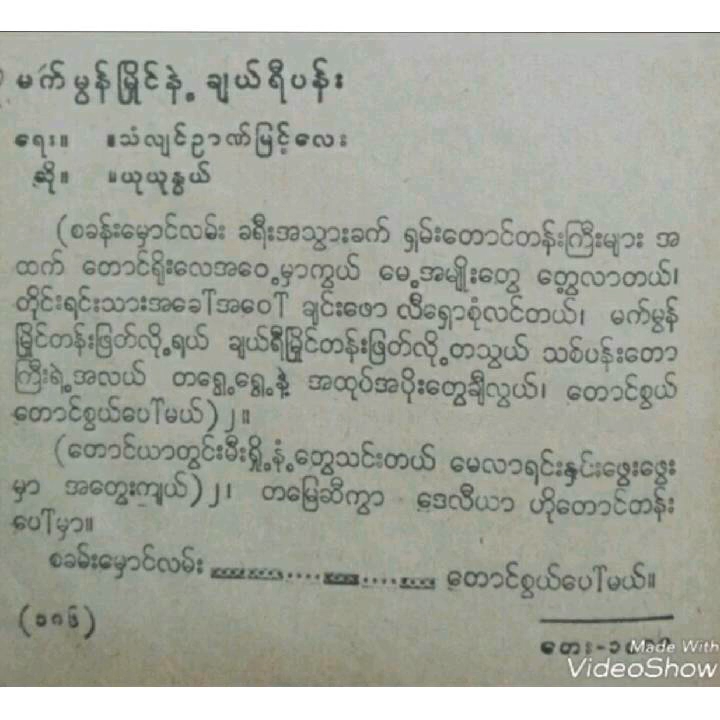 မက်မွန်မြိုင်နဲ့ ချယ်ရီပန်း
ရေး။ ။သံလျင်ဉာဏ်မြင့်လေး
ဆို။ ။ယုယုနွယ်
(စခန်းမှောင်လမ်း ခရီးအသွားခက် ရှမ်းတောင်တန်းကြီးများ အ
ထက် တောင်ရိုးလေအဝေ့မှာကွယ် မေ့အမျိုးတွေ တွေ့လာတယ်၊
တိုင်းရင်းသားအခေါ်အဝေါ် ချင်းဖော လီရှောစုံလင်တယ်၊ မက်မွန်
မြိုင်တန်းဖြတ်လို့ရယ် ချယ်ရီမြိုင်တန်းဖြတ်လို့တသွယ် သစ်ပန်းတော
ကြီးရဲ့အလယ် တရွေ့ရွေ့နဲ့ အထုပ်အပိုးတွေချီလွယ်၊ တောင်စွယ်
တောင်စွယ်ပေါ်မယ်)၂။
(တောင်ယာတွင်းမီးရှို့နံ့တွေသင်းတယ် မေလာရင်းနှင်းဖွေးဖွေး
မှာ အတွေးကျယ်)၂၊ တမြေဆီကွာ ဒေလီယာ ဟိုတောင်တန်း
ပေါ်မှာ။
စခမ်းမှောင်လမ်း ........ ........ တောင်စွယ်ပေါ်မယ်။
(၁၈၆)
တေး-
Made With
VideoShow